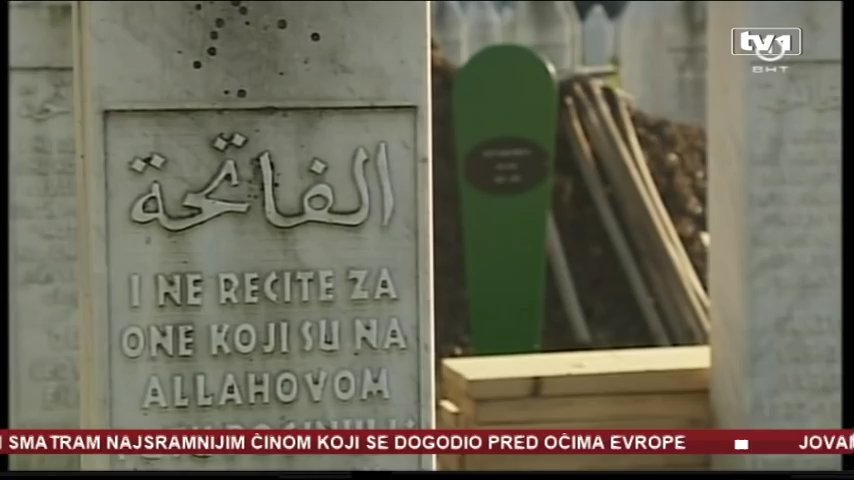 tv1
BHT
الفاتحة
I NE RECITE ZA
ONE KOJI SU NA
ALLAHOVOM
SMATRAM NAJSRAMNIJIM ČINOM KOJI SE DOGODIO PRED OČIMA EVROPE
JOVAN